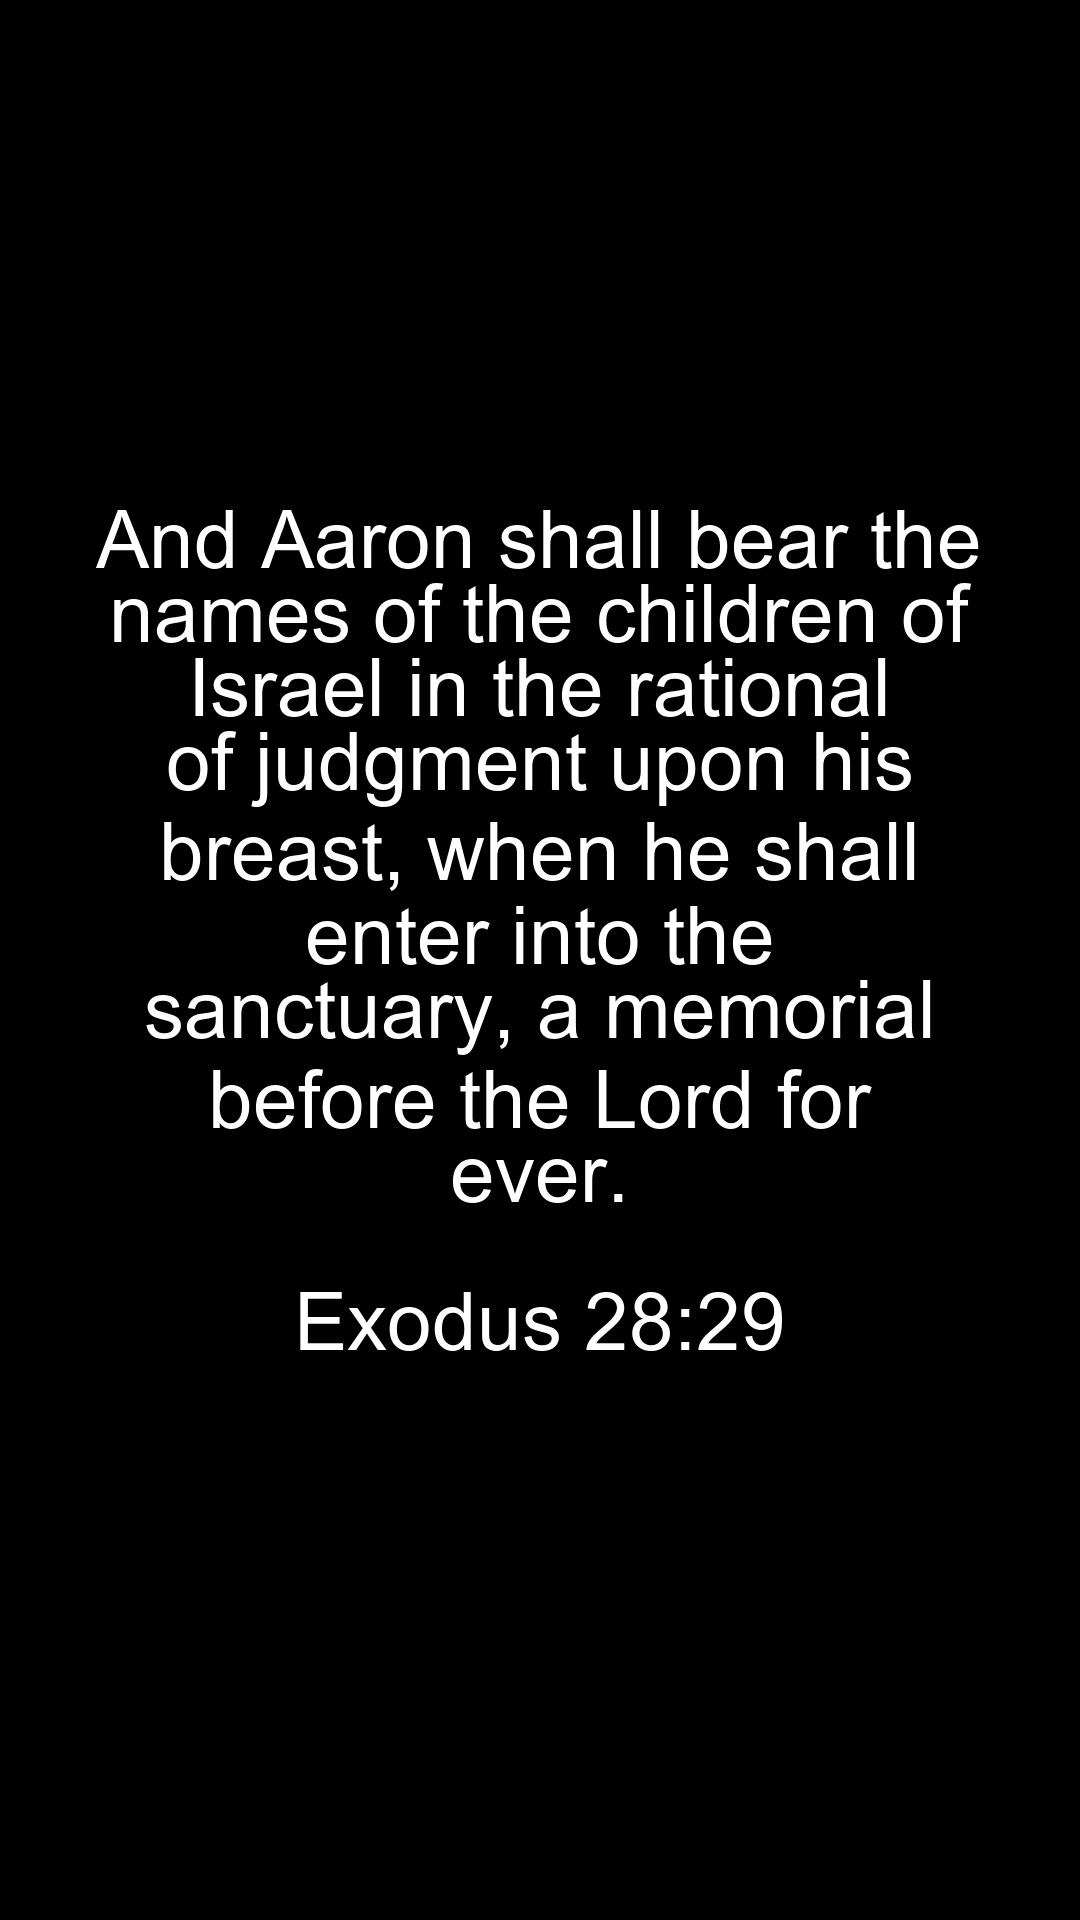 And Aaron shall bear the
names of the children of
Israel in the rational
of judgment upon his
breast, when he shall
enter into the
sanctuary, a memorial
before the Lord for
ever.
Exodus 28:29